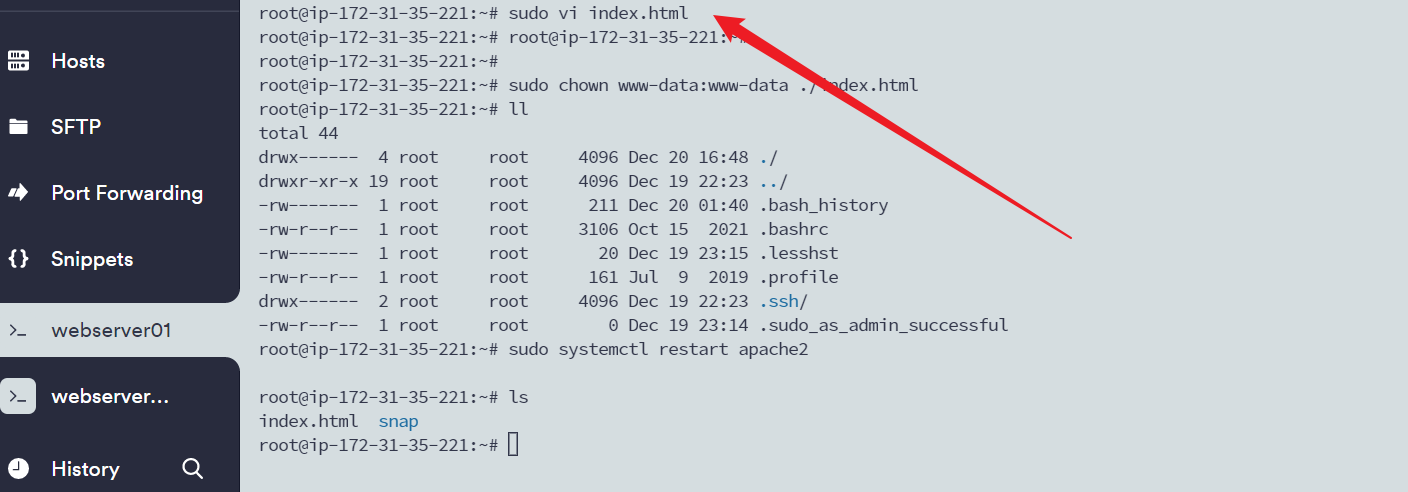 Hosts
SFTP
Port Forwarding
Snippets
webserver01
webserver...
History
root@ip-172-31-35-221:~# sudo vi index.html
root@ip-172-31-35-221:~# root@ip-172-31-35-221:~#
root@ip-172-31-35-221:~#
root@ip-172-31-35-221:~# sudo chown www-data:www-data ./index.html
root@ip-172-31-35-221:~# ll
total 44
drwx------  4 root     root     4096 Dec 20 16:48 ./
drwxr-xr-x 19 root     root     4096 Dec 19 22:23 ../
-rw-------  1 root     root      211 Dec 20 01:40 .bash_history
-rw-r--r--  1 root     root     3106 Oct 15  2021 .bashrc
-rw-------  1 root     root       20 Dec 19 23:15 .lesshst
-rw-r--r--  1 root     root      161 Jul  9  2019 .profile
drwx------  2 root     root     4096 Dec 19 22:23 .ssh/
-rw-r--r--  1 root     root        0 Dec 19 23:14 .sudo_as_admin_successful
root@ip-172-31-35-221:~# sudo systemctl restart apache2
root@ip-172-31-35-221:~# ls
index.html  snap
root@ip-172-31-35-221:~#